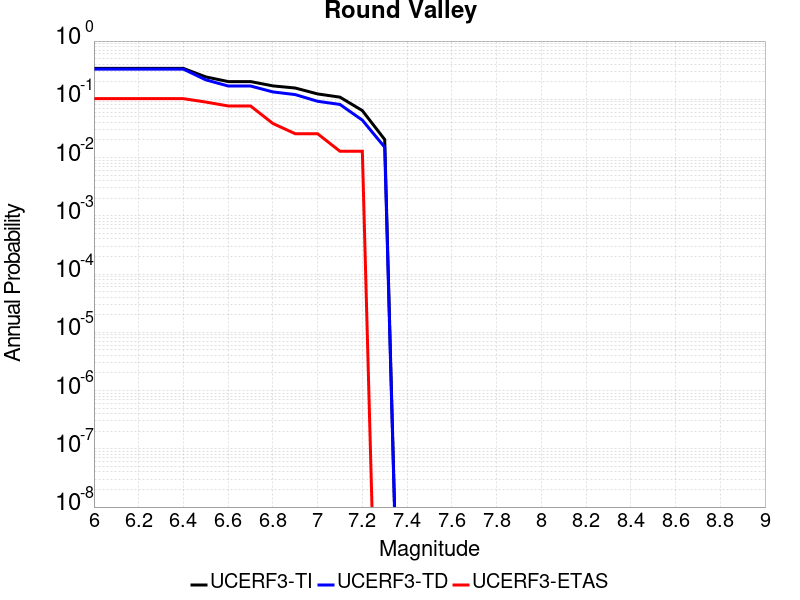 Round Valley
10^0
10^-1
10^-2
10^-3
10^-4
10^-5
10^-6
10^-7
10^-8
Annual Probability
6 6.2 6.4 6.6 6.8 7 7.2 7.4 7.6 7.8 8 8.2 8.4 8.6 8.8 9
Magnitude
UCERF3-TI UCERF3-TD UCERF3-ETAS